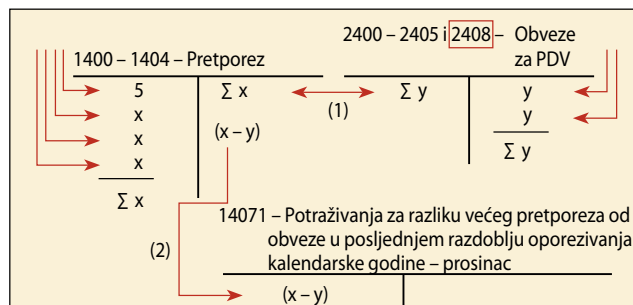 2400 – 2405 i 2408 – Obveze
za PDV
1400 – 1404 – Pretporez
5 ∑ x ∑ y y
(1)
x (x – y) y
x ∑ y
x
∑ x
14071 – Potraživanja za razliku većeg pretporeza od
obveze u posljednjem razdoblju oporezivanja
(2)
kalendarske godine – prosinac
(x – y)